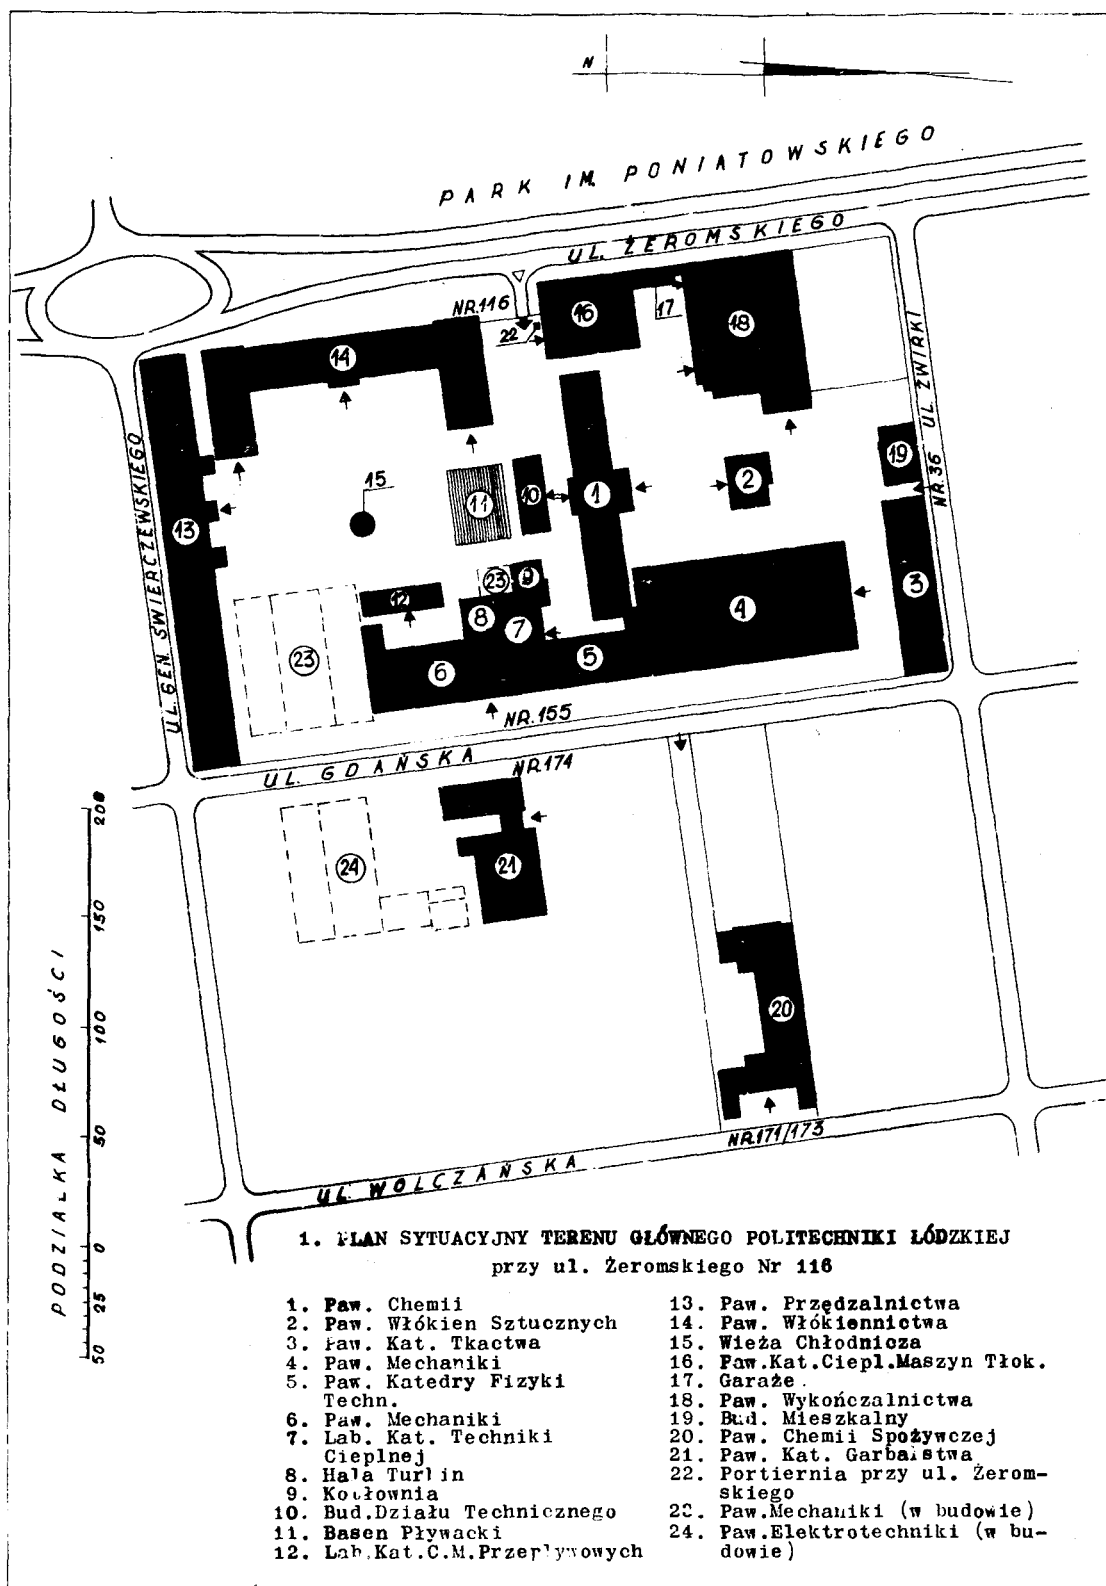 N
PARK IM. PONIATOWSKIEGO
UL. ŻEROMSKIEGO
NR.116
16
17
22
18
14
UL. ŻWIRKI
NR.36
19
15
2
10
1
11
13
UL. GEN. ŚWIERCZEWSKIEGO
23
9
12
3
8
7
4
5
6
23
NR.155
UL. GDAŃSKA
NR.174
24
21
20
NR.171/173
UL. WOLCZAŃSKA
PODZIAŁKA DŁUGOŚCI
200
150
100
50
0
25
50
1. PLAN SYTUACYJNY TERENU GŁÓWNEGO POLITECHNIKI ŁÓDZKIEJ
przy ul. Żeromskiego Nr 116
1. Paw. Chemii
2. Paw. Włókien Sztucznych
3. Paw. Kat. Tkactwa
4. Paw. Mechaniki
5. Paw. Katedry Fizyki
Techn.
6. Paw. Mechaniki
7. Lab. Kat. Techniki
Cieplnej
8. Hala Turbin
9. Kotłownia
10. Bud.Działu Technicznego
11. Basen Pływacki
12. Lab.Kat.C.M.Przepływowych
13. Paw. Przędzalnictwa
14. Paw. Włókiennictwa
15. Wieża Chłodnicza
16. Paw.Kat.Ciepl.Maszyn Tłok.
17. Garaże.
18. Paw. Wykończalnictwa
19. Bud. Mieszkalny
20. Paw. Chemii Spożywczej
21. Paw. Kat. Garbarstwa
22. Portiernia przy ul. Żerom-
skiego
23. Paw.Mechaniki (w budowie)
24. Paw.Elektrotechniki (w bu-
dowie)